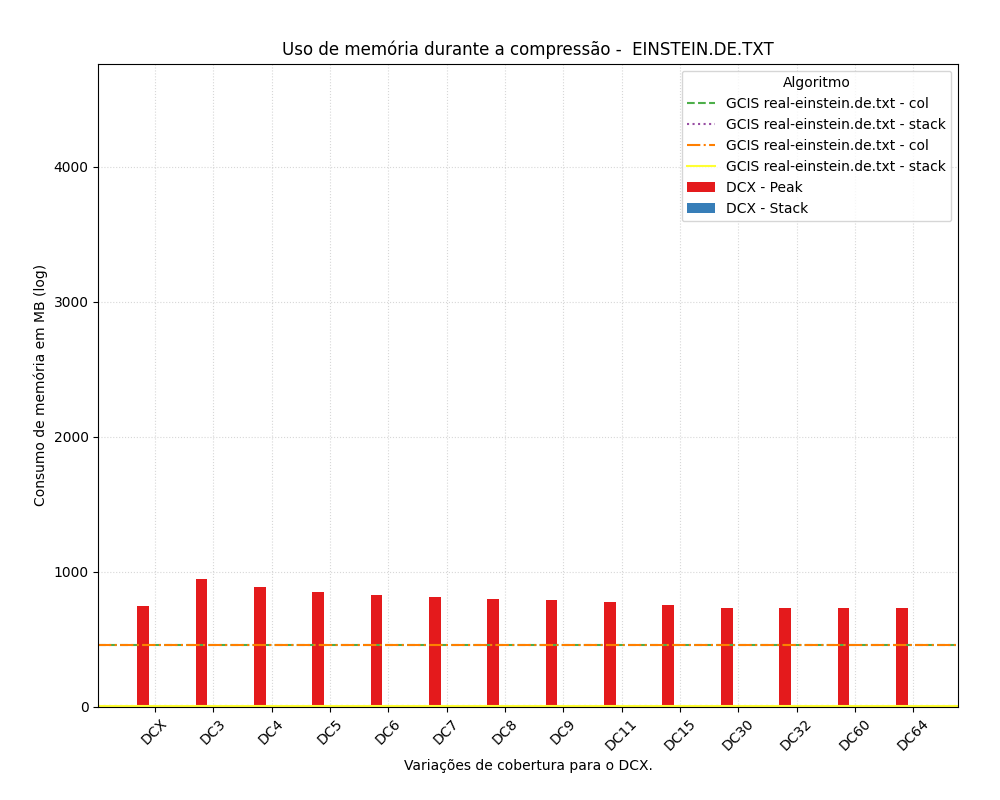 Uso de memória durante a compressão -  EINSTEIN.DE.TXT
Algoritmo
GCIS real-einstein.de.txt - col
GCIS real-einstein.de.txt - stack
GCIS real-einstein.de.txt - col
GCIS real-einstein.de.txt - stack
DCX - Peak
DCX - Stack
Consumo de memória em MB (log)
4000
3000
2000
1000
0
DCX
DC3
DC4
DC5
DC6
DC7
DC8
DC9
DC11
DC15
DC30
DC32
DC60
DC64
Variações de cobertura para o DCX.